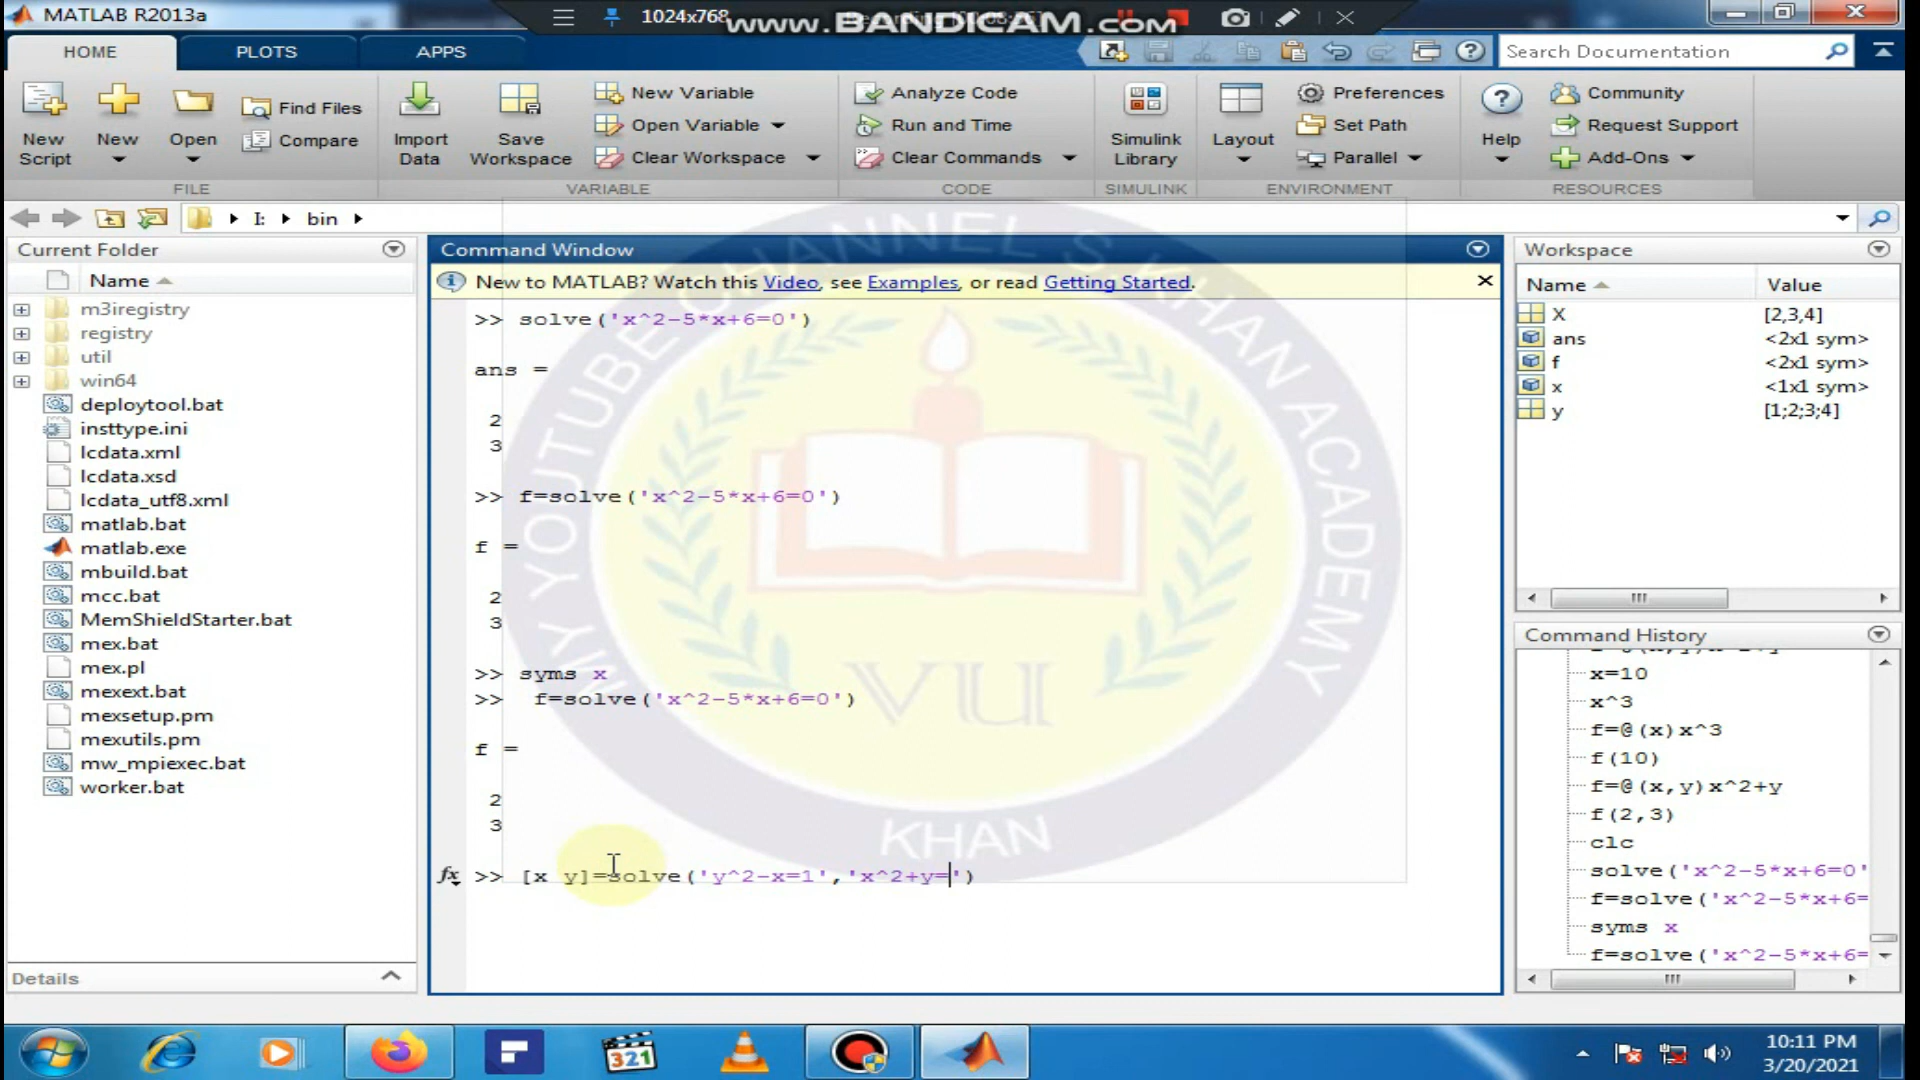 MATLAB R2013a
1024x768
www.BANDICAM.com
HOME
PLOTS
APPS
Search Documentation
New Script
New
Open
Find Files
Compare
Import Data
Save Workspace
New Variable
Open Variable
Clear Workspace
Analyze Code
Run and Time
Clear Commands
Simulink Library
Layout
Preferences
Set Path
Parallel
Help
Community
Request Support
Add-Ons
FILE
VARIABLE
CODE
SIMULINK
ENVIRONMENT
RESOURCES
I:
bin
Current Folder
Name
m3iregistry
registry
util
win64
deploytool.bat
insttype.ini
lcdata.xml
lcdata.xsd
lcdata_utf8.xml
matlab.bat
matlab.exe
mbuild.bat
mcc.bat
MemShieldStarter.bat
mex.bat
mex.pl
mexext.bat
mexsetup.pm
mexutils.pm
mw_mpiexec.bat
worker.bat
Details
Command Window
New to MATLAB? Watch this Video, see Examples, or read Getting Started.
>> solve('x^2-5*x+6=0')
ans =
2
3
>> f=solve('x^2-5*x+6=0')
f =
2
3
>> syms x
>>  f=solve('x^2-5*x+6=0')
f =
2
3
fx >> [x y]=solve('y^2-x=1','x^2+y=')
MY YOUTUBE CHANNEL S KHAN ACADEMY
VU
KHAN
Workspace
Name Value
X [2,3,4]
ans <2x1 sym>
f <2x1 sym>
x <1x1 sym>
y [1;2;3;4]
Command History
x=10
x^3
f=@(x)x^3
f(10)
f=@(x,y)x^2+y
f(2,3)
clc
solve('x^2-5*x+6=0'
f=solve('x^2-5*x+6=
syms x
f=solve('x^2-5*x+6=
321
10:11 PM
3/20/2021